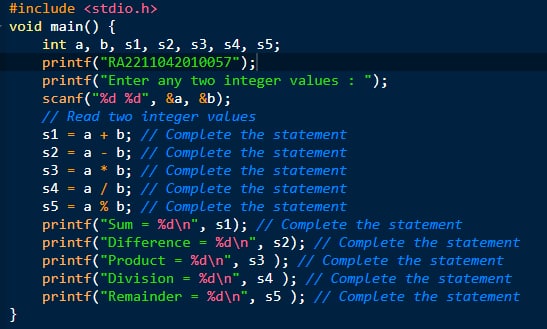 #include <stdio.h>
void main() {
    int a, b, s1, s2, s3, s4, s5;
    printf("RA2211042010057");
    printf("Enter any two integer values : ");
    scanf("%d %d", &a, &b);
    // Read two integer values
    s1 = a + b; // Complete the statement
    s2 = a - b; // Complete the statement
    s3 = a * b; // Complete the statement
    s4 = a / b; // Complete the statement
    s5 = a % b; // Complete the statement
    printf("Sum = %d\n", s1); // Complete the statement
    printf("Difference = %d\n", s2); // Complete the statement
    printf("Product = %d\n", s3 ); // Complete the statement
    printf("Division = %d\n", s4 ); // Complete the statement
    printf("Remainder = %d\n", s5 ); // Complete the statement
}